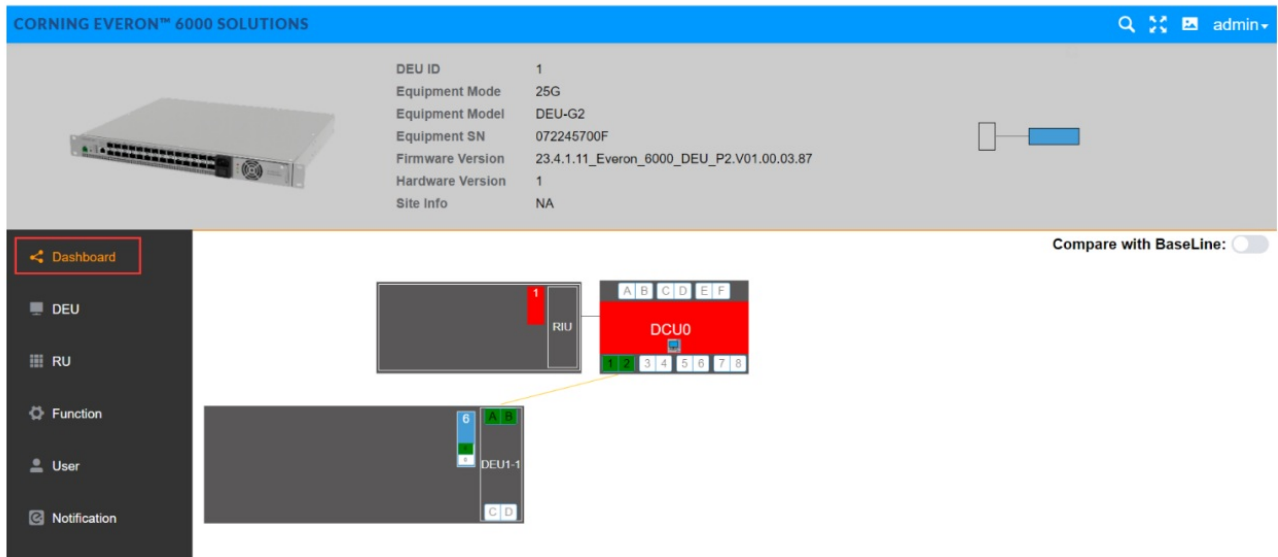 CORNING EVERON™ 6000 SOLUTIONS
admin
DEU ID 1
Equipment Mode 25G
Equipment Model DEU-G2
Equipment SN 072245700F
Firmware Version 23.4.1.11_Everon_6000_DEU_P2.V01.00.03.87
Hardware Version 1
Site Info NA
Compare with BaseLine:
Dashboard
DEU
RU
Function
User
Notification
1
RIU
A B C D E F
DCU0
1 2 3 4 5 6 7 8
6
A B
DEU1-1
C D